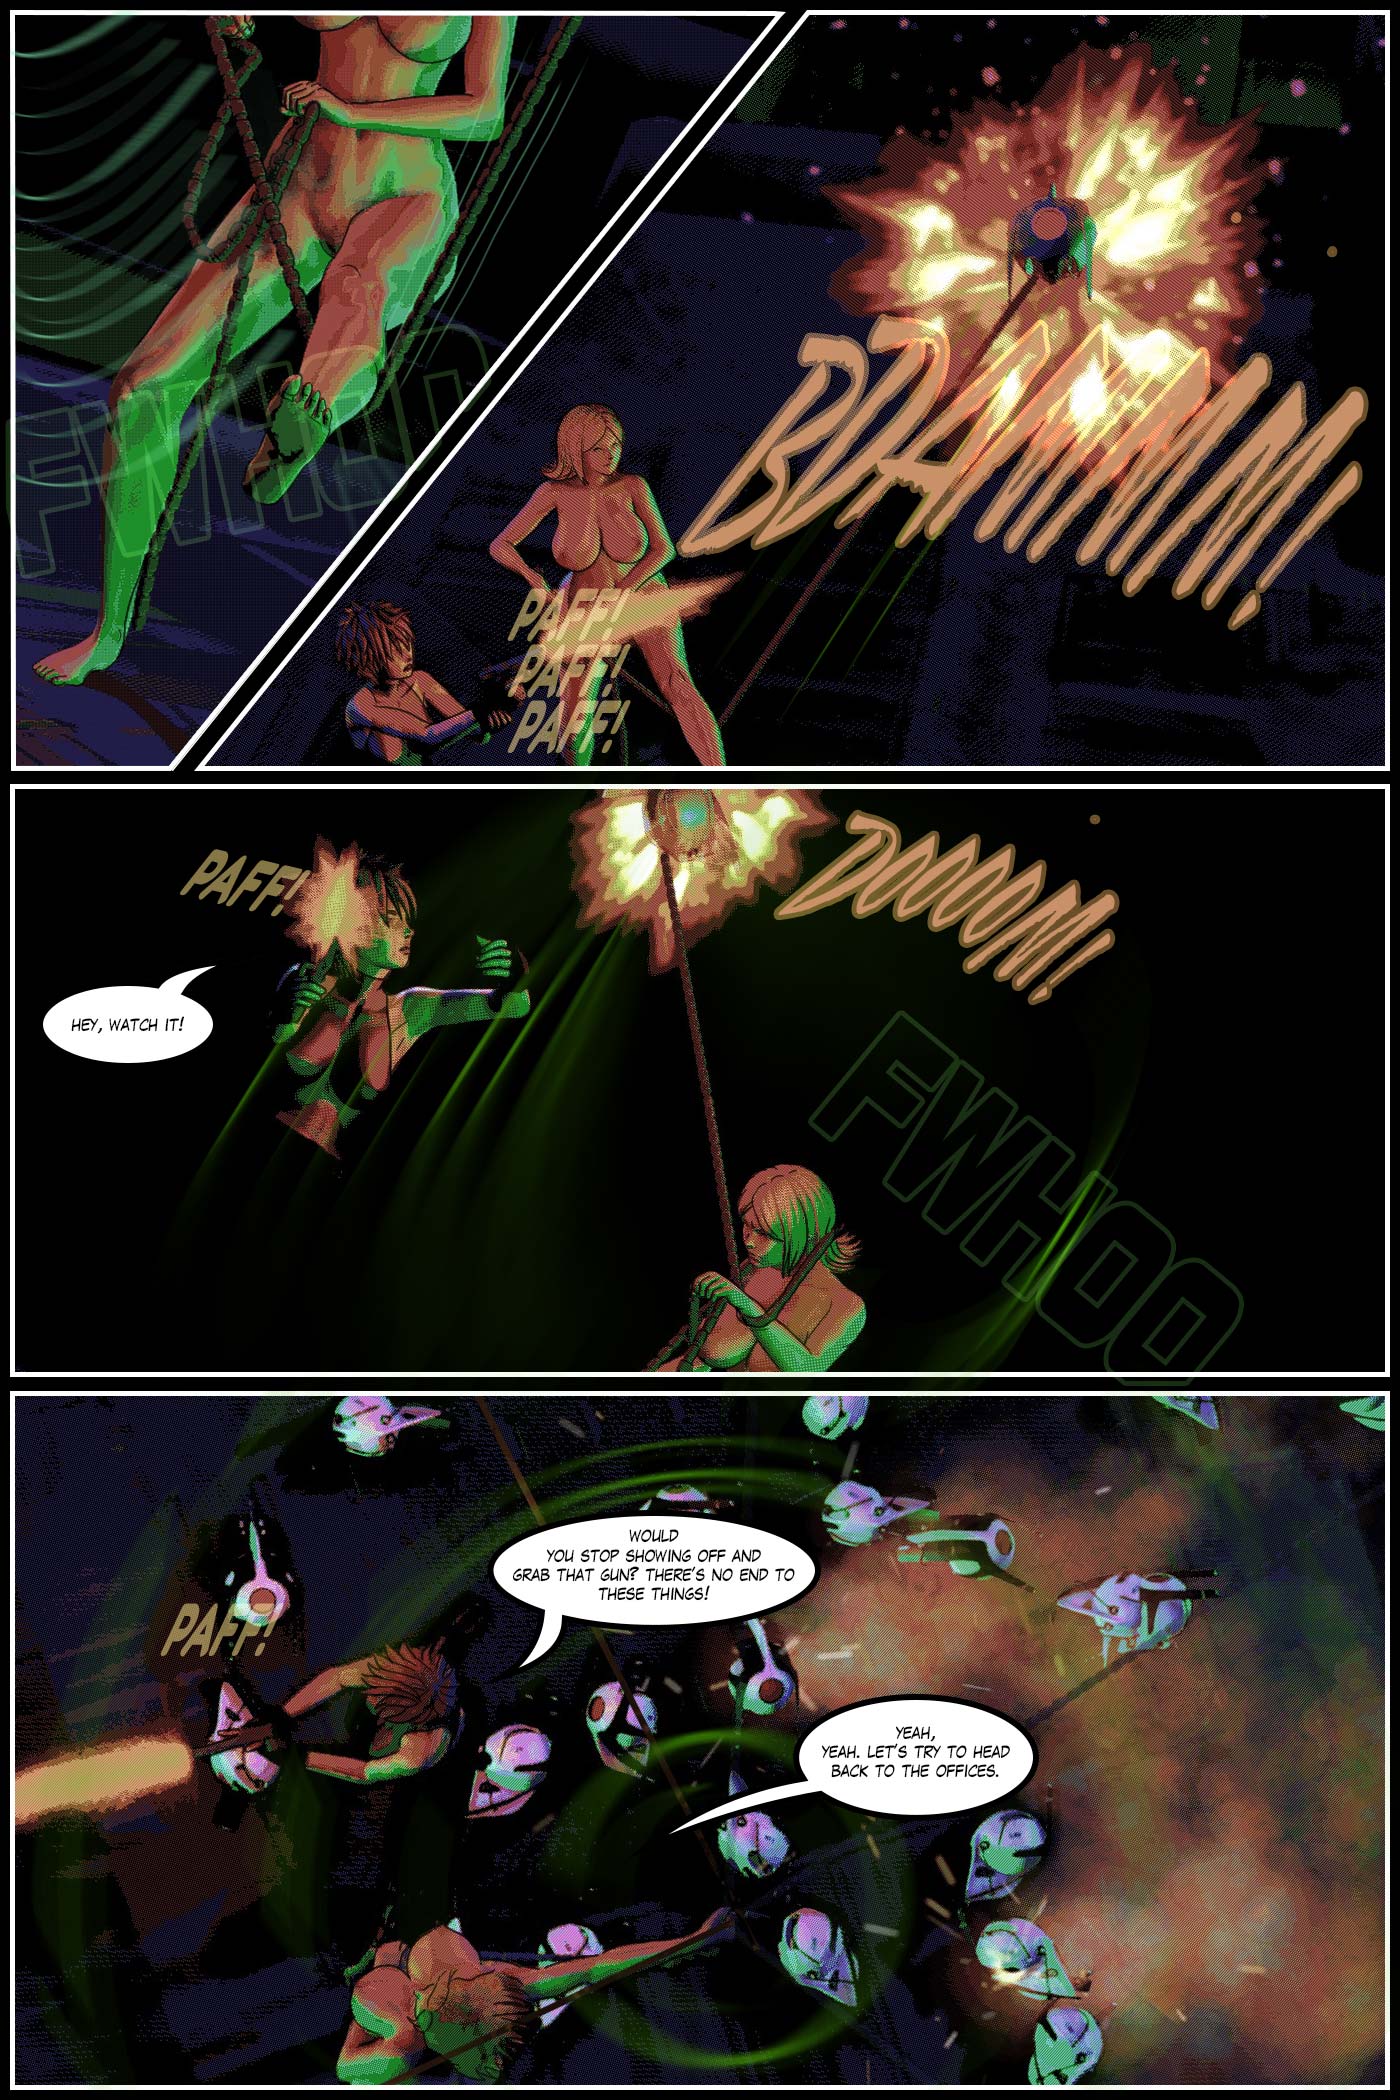 FWHOO
BDAMMMM!
PAFF!
PAFF!
PAFF!
PAFF!
DOOOOM!
HEY, WATCH IT!
FWHOO
WOULD
YOU STOP SHOWING OFF AND
GRAB THAT GUN? THERE'S NO END TO
THESE THINGS!
PAFF!
YEAH,
YEAH. LET'S TRY TO HEAD
BACK TO THE OFFICES.